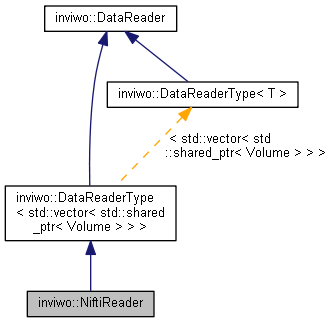 inviwo::DataReader
inviwo::DataReaderType< T >
< std::vector< std
::shared_ptr< Volume > > >
inviwo::DataReaderType
< std::vector< std::shared
_ptr< Volume > > >
inviwo::NiftiReader